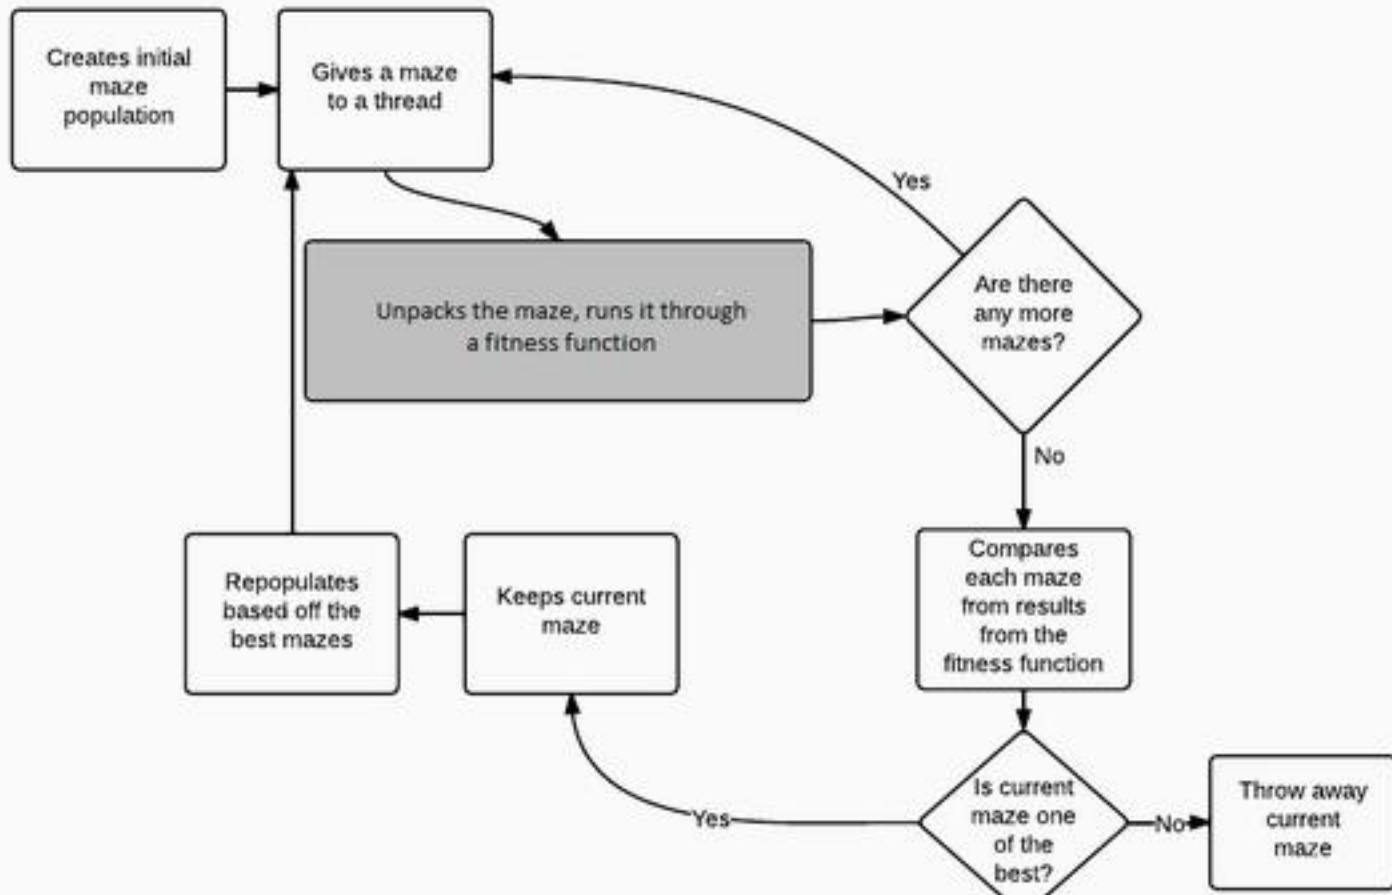 Creates initial
maze
population
Gives a maze
to a thread
Yes
Unpacks the maze, runs it through
a fitness function
Are there
any more
mazes?
No
Compares
each maze
from results
from the
fitness function
Repopulates
based off the
best mazes
Keeps current
maze
Is current
maze one
of the
best?
Yes
No
Throw away
current
maze